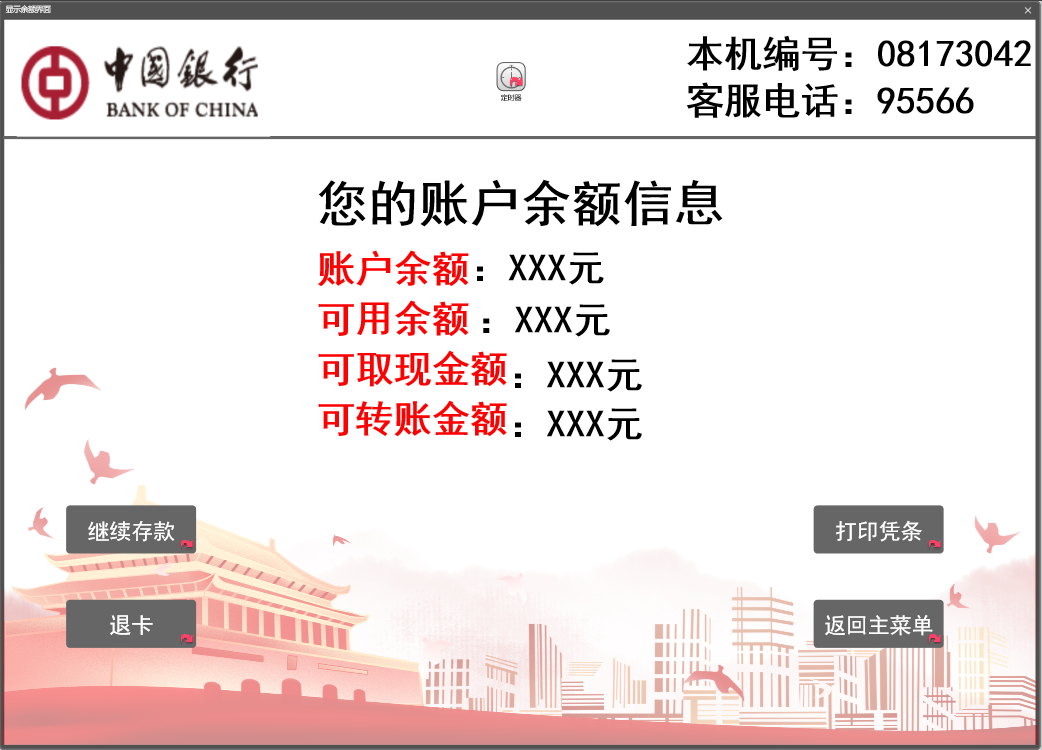 显示余额界面
中国银行
BANK OF CHINA
定时器
本机编号：08173042
客服电话：95566
您的账户余额信息
账户余额：XXX元
可用余额：XXX元
可取现金额：XXX元
可转账金额：XXX元
继续存款
打印凭条
退卡
返回主菜单